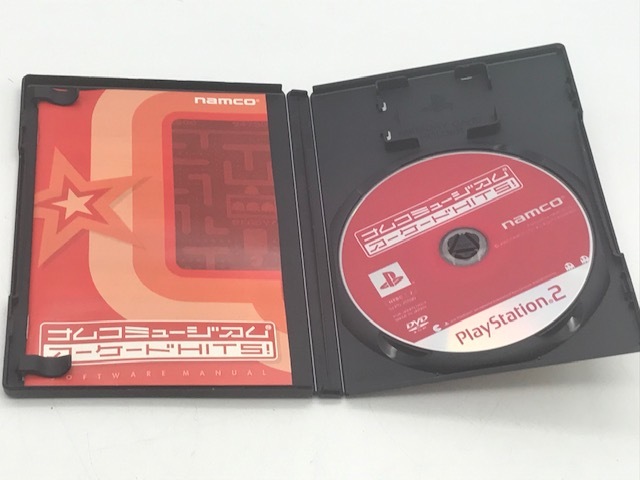 namco
ナムコミュージアム
アーケードHITS!
SOFTWARE MANUAL
ナムコミュージアム
アーケードHITS!
namco
DVD
PlayStation.2